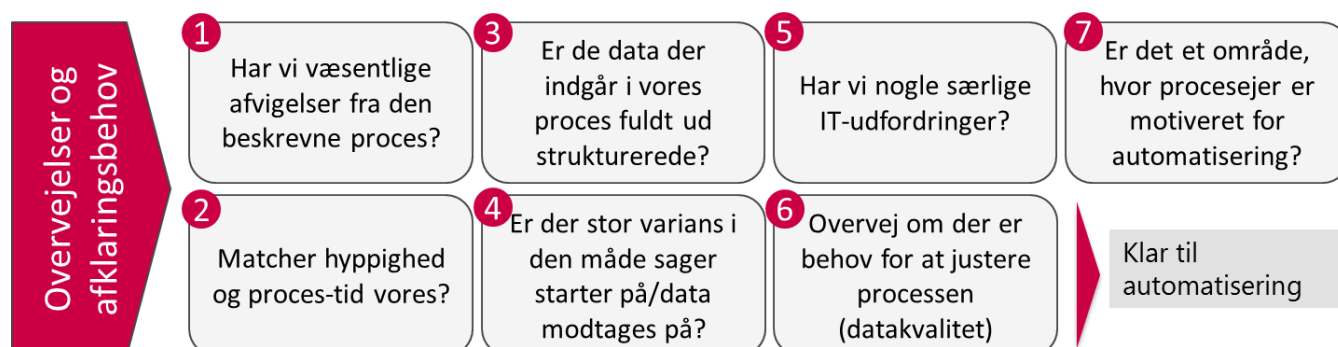 Overvejelser og
afklaringsbehov
1
Har vi væsentlige
afvigelser fra den
beskrevne proces?
2
Matcher hyppighed
og proces-tid vores?
3
Er de data der
indgår i vores
proces fuldt ud
strukturerede?
4
Er der stor varians i
den måde sager
starter på/data
modtages på?
5
Har vi nogle særlige
IT-udfordringer?
6
Overvej om der er
behov for at justere
processen
(datakvalitet)
7
Er det et område,
hvor procesejer er
motiveret for
automatisering?
Klar til
automatisering